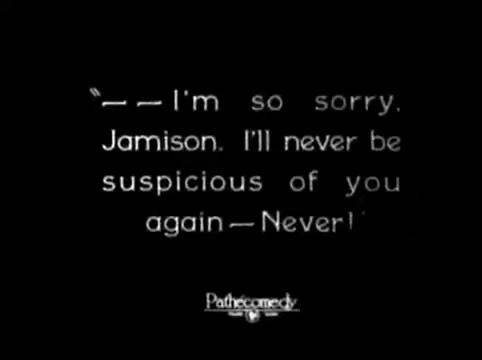 "— — I'm so sorry,
Jamison. I'll never be
suspicious of you
again — Never!"
Pathécomedy